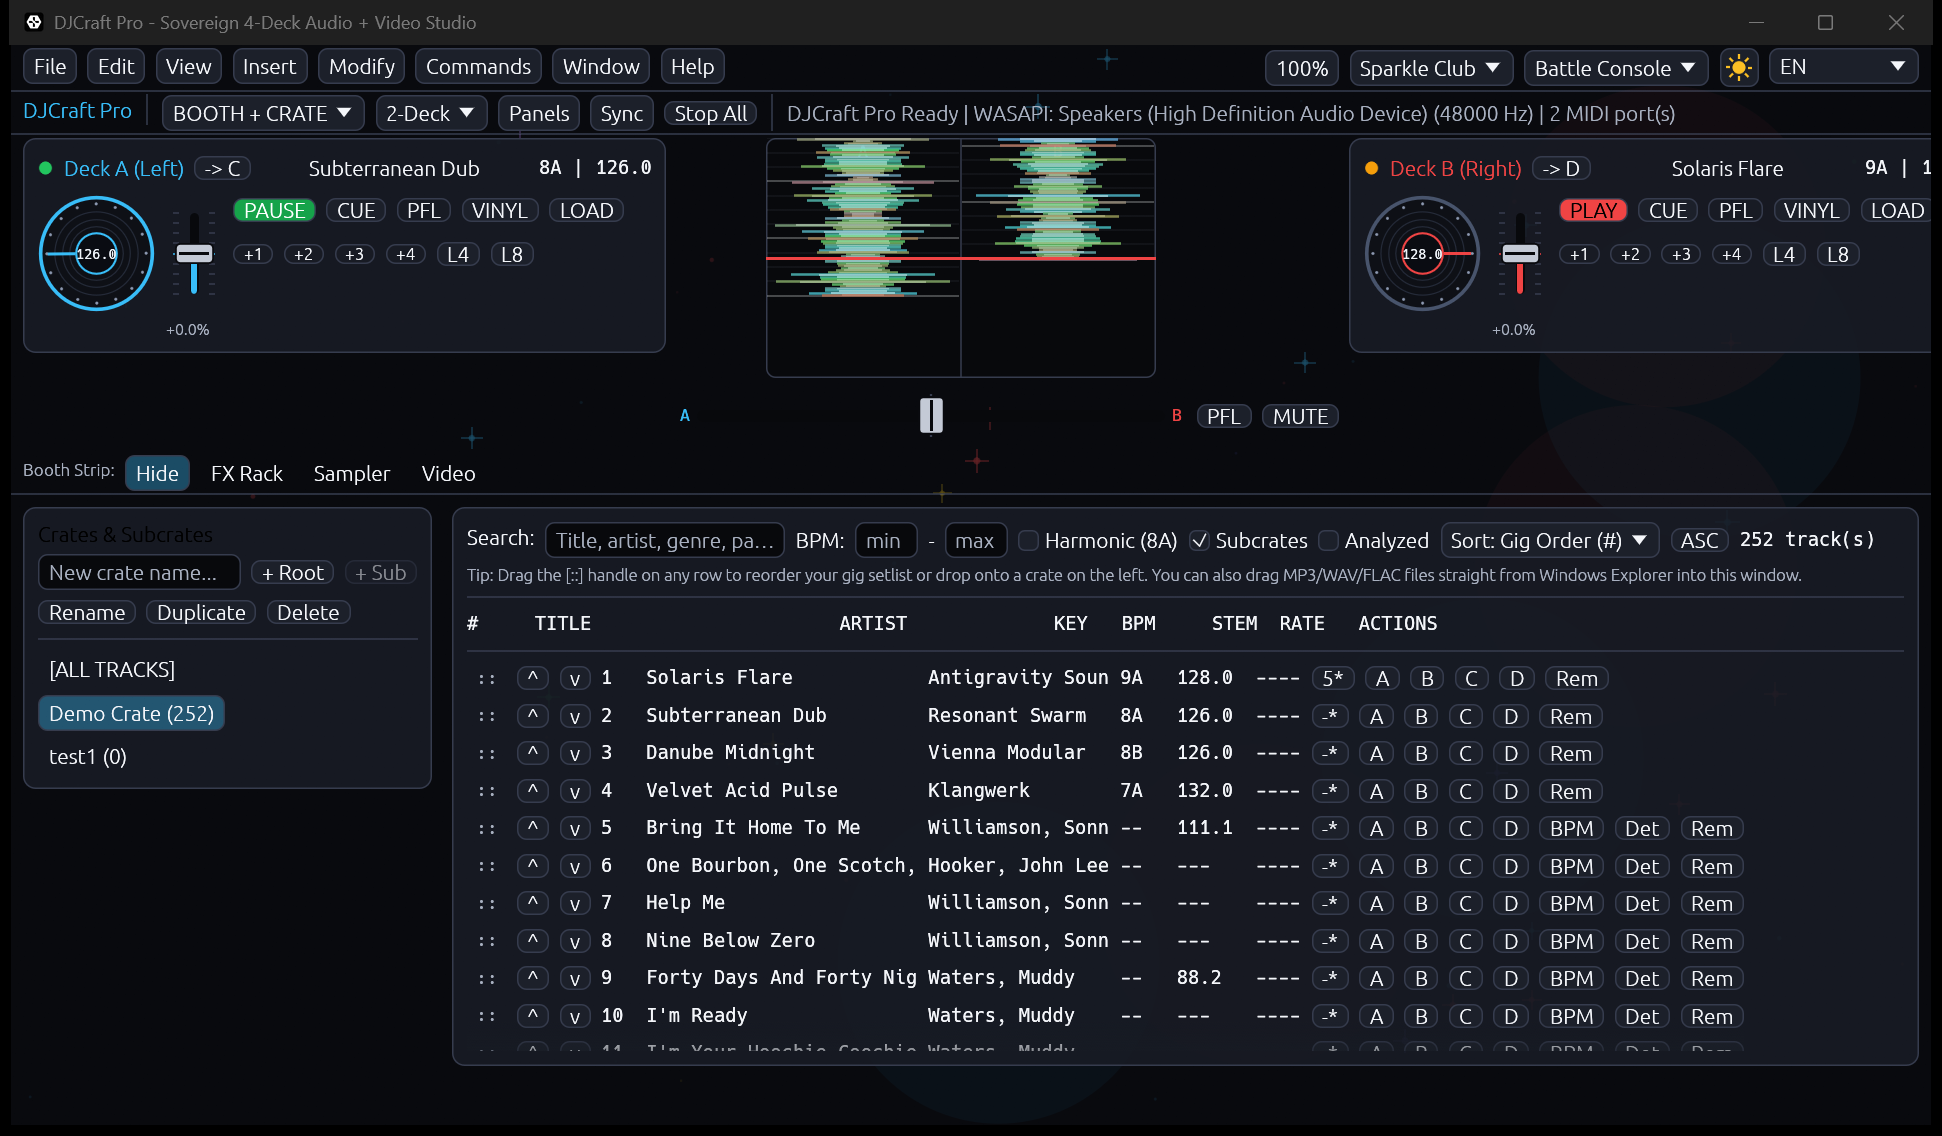 DJCraft Pro - Sovereign 4-Deck Audio + Video Studio
File Edit View Insert Modify Commands Window Help 100% Sparkle Club Battle Console EN
DJCraft Pro BOOTH + CRATE 2-Deck Panels Sync Stop All DJCraft Pro Ready | WASAPI: Speakers (High Definition Audio Device) (48000 Hz) | 2 MIDI port(s)
Deck A (Left) -> C Subterranean Dub 8A | 126.0
PAUSE CUE PFL VINYL LOAD
126.0 +1 +2 +3 +4 L4 L8
+0.0%
Deck B (Right) -> D Solaris Flare 9A | 1
PLAY CUE PFL VINYL LOAD
128.0 +1 +2 +3 +4 L4 L8
+0.0%
A B PFL MUTE
Booth Strip: Hide FX Rack Sampler Video
Crates & Subcrates
New crate name... + Root + Sub
Rename Duplicate Delete
[ALL TRACKS]
Demo Crate (252)
test1 (0)
Search: Title, artist, genre, pa... BPM: min - max Harmonic (8A) Subcrates Analyzed Sort: Gig Order (#) ASC 252 track(s)
Tip: Drag the [::] handle on any row to reorder your gig setlist or drop onto a crate on the left. You can also drag MP3/WAV/FLAC files straight from Windows Explorer into this window.
# TITLE ARTIST KEY BPM STEM RATE ACTIONS
:: ^ v 1 Solaris Flare Antigravity Soun 9A 128.0 ---- 5* A B C D Rem
:: ^ v 2 Subterranean Dub Resonant Swarm 8A 126.0 ---- -* A B C D Rem
:: ^ v 3 Danube Midnight Vienna Modular 8B 126.0 ---- -* A B C D Rem
:: ^ v 4 Velvet Acid Pulse Klangwerk 7A 132.0 ---- -* A B C D Rem
:: ^ v 5 Bring It Home To Me Williamson, Sonn -- 111.1 ---- -* A B C D BPM Det Rem
:: ^ v 6 One Bourbon, One Scotch, Hooker, John Lee -- --- ---- -* A B C D BPM Det Rem
:: ^ v 7 Help Me Williamson, Sonn -- --- ---- -* A B C D BPM Det Rem
:: ^ v 8 Nine Below Zero Williamson, Sonn -- --- ---- -* A B C D BPM Det Rem
:: ^ v 9 Forty Days And Forty Nig Waters, Muddy -- 88.2 ---- -* A B C D BPM Det Rem
:: ^ v 10 I'm Ready Waters, Muddy -- --- ---- -* A B C D BPM Det Rem
:: ^ v 11 I'm Your Hoochie Coochie Waters, Muddy -* A B C D BPM Det Rem